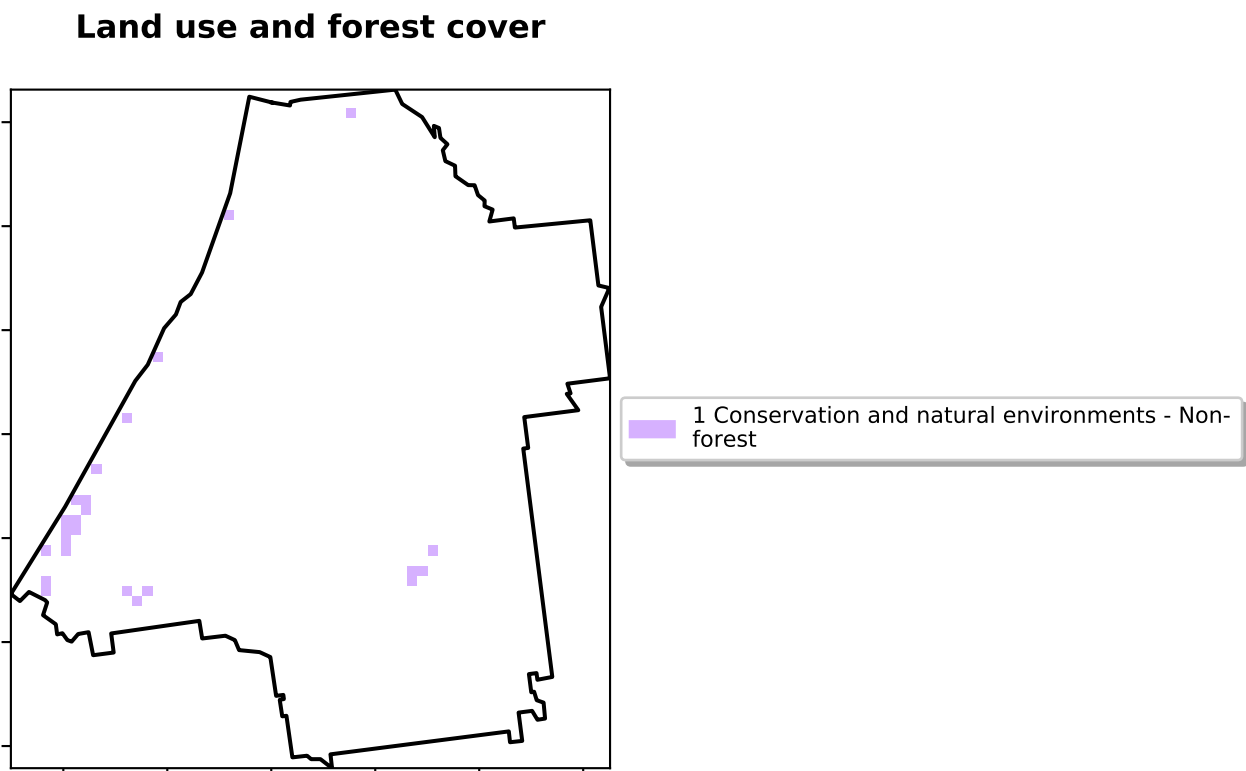 Land use and forest cover
1 Conservation and natural environments - Non-
forest